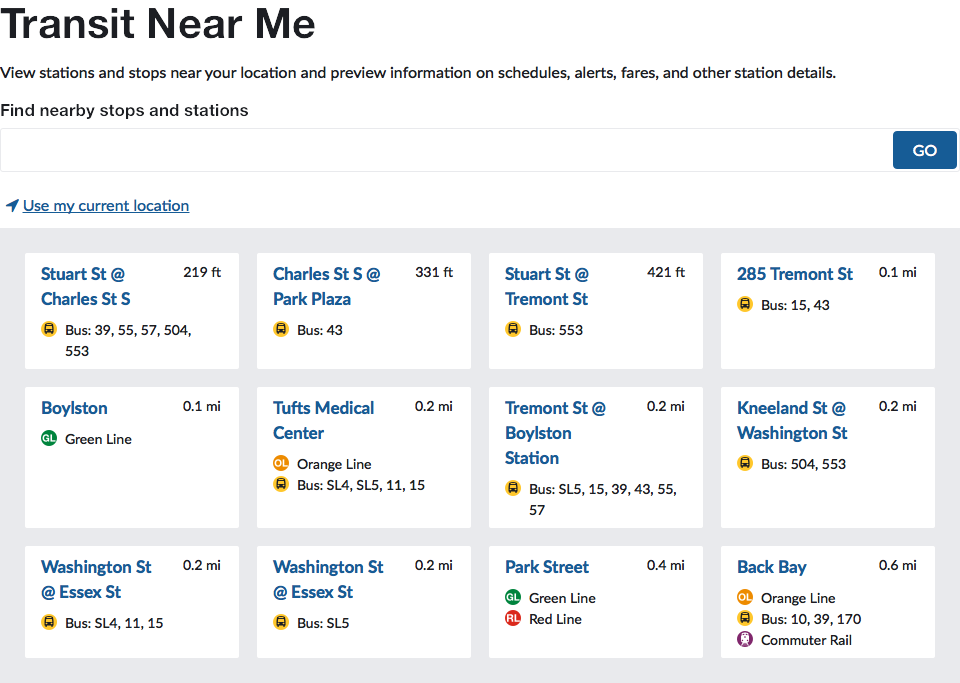 Transit Near Me
View stations and stops near your location and preview information on schedules, alerts, fares, and other station details.
Find nearby stops and stations
GO
Use my current location
Stuart St @ 219 ft
Charles St S
Bus: 39, 55, 57, 504,
553
Charles St S @ 331 ft
Park Plaza
Bus: 43
Stuart St @ 421 ft
Tremont St
Bus: 553
285 Tremont St 0.1 mi
Bus: 15, 43
Boylston 0.1 mi
GL Green Line
Tufts Medical 0.2 mi
Center
OL Orange Line
Bus: SL4, SL5, 11, 15
Tremont St @ 0.2 mi
Boylston
Station
Bus: SL5, 15, 39, 43, 55,
57
Kneeland St @ 0.2 mi
Washington St
Bus: 504, 553
Washington St 0.2 mi
@ Essex St
Bus: SL4, 11, 15
Washington St 0.2 mi
@ Essex St
Bus: SL5
Park Street 0.4 mi
GL Green Line
RL Red Line
Back Bay 0.6 mi
OL Orange Line
Bus: 10, 39, 170
Commuter Rail